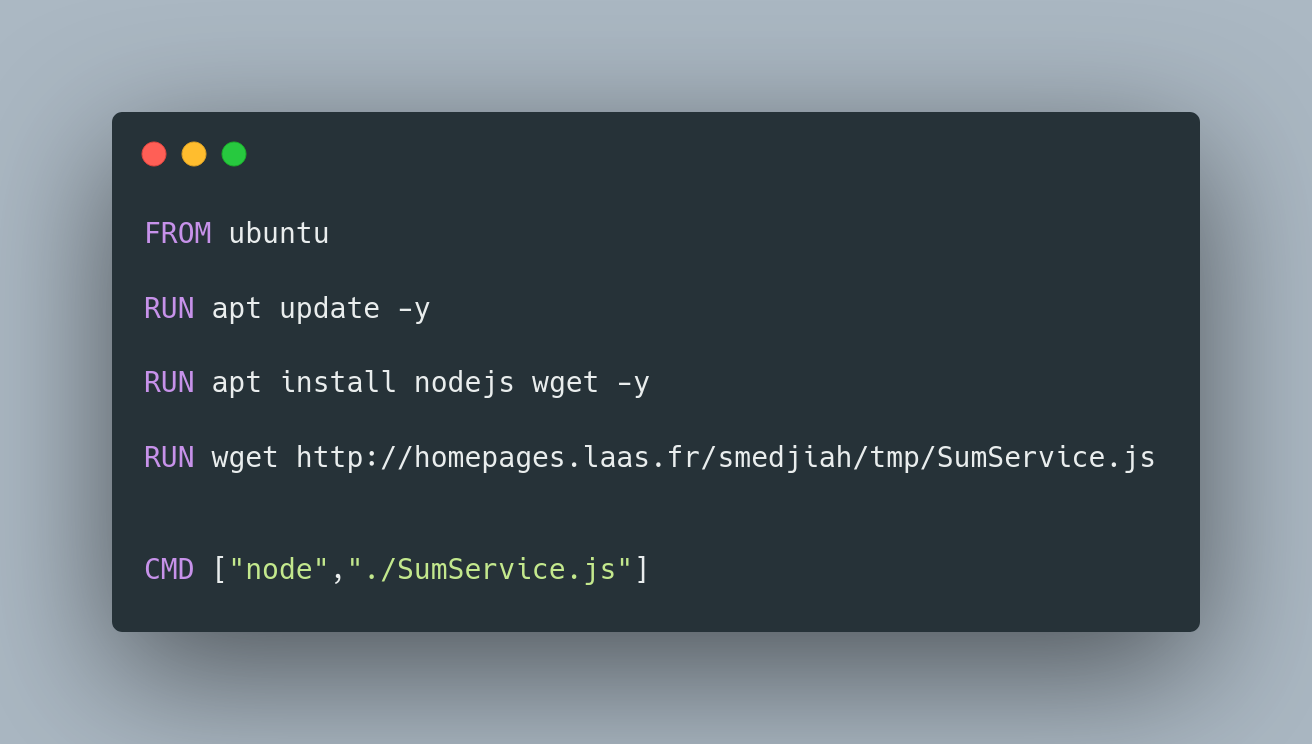 FROM ubuntu
RUN apt update -y
RUN apt install nodejs wget -y
RUN wget http://homepages.laas.fr/smedjiah/tmp/SumService.js
CMD ["node","./SumService.js"]